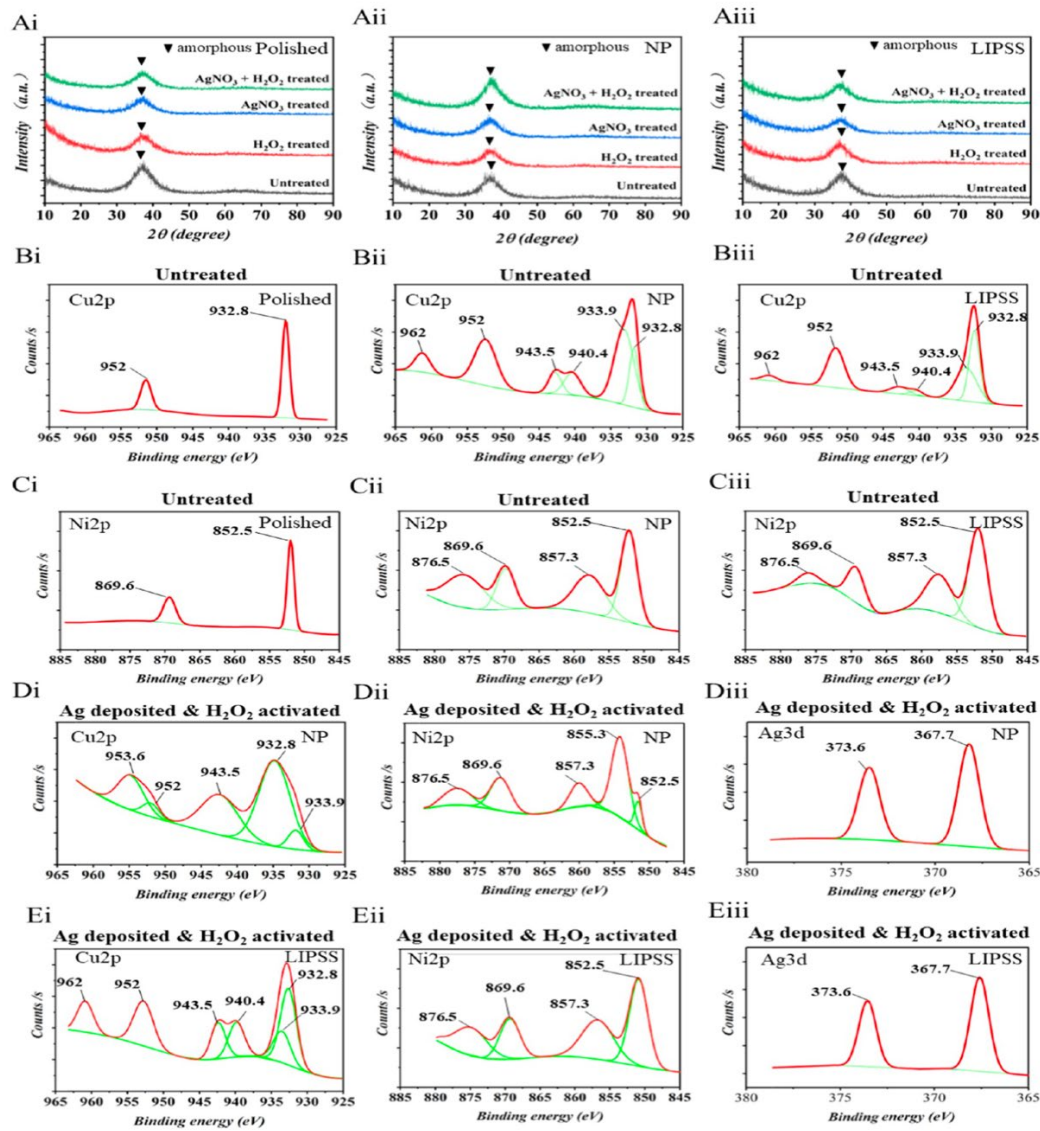 Ai
▼ amorphous Polished
AgNO₃ + H₂O₂ treated
AgNO₃ treated
H₂O₂ treated
Untreated
Intensity (a.u.)
10 20 30 40 50 60 70 80 90
2θ (degree)
Aii
▼ amorphous NP
AgNO₃ + H₂O₂ treated
AgNO₃ treated
H₂O₂ treated
Untreated
Intensity (a.u.)
10 20 30 40 50 60 70 80 90
2θ (degree)
Aiii
▼ amorphous LIPSS
AgNO₃ + H₂O₂ treated
AgNO₃ treated
H₂O₂ treated
Untreated
Intensity (a.u.)
10 20 30 40 50 60 70 80 90
2θ (degree)
Bi
Untreated
Cu2p Polished
932.8
952
Counts /s
965 960 955 950 945 940 935 930 925
Binding energy (eV)
Bii
Untreated
Cu2p NP
962 952 943.5 940.4 933.9 932.8
Counts /s
965 960 955 950 945 940 935 930 925
Binding energy (eV)
Biii
Untreated
Cu2p LIPSS
962 952 943.5 940.4 933.9 932.8
Counts /s
965 960 955 950 945 940 935 930 925
Binding energy (eV)
Ci
Untreated
Ni2p Polished
852.5
869.6
Counts /s
885 875 865 855 845
Binding energy (eV)
Cii
Untreated
Ni2p NP
876.5 869.6 857.3 852.5
Counts /s
885 880 875 870 865 860 855 850 845
Binding energy (eV)
Ciii
Untreated
Ni2p LIPSS
876.5 869.6 857.3 852.5
Counts /s
885 880 875 870 865 860 855 850 845
Binding energy (eV)
Di
Ag deposited & H₂O₂ activated
Cu2p NP
953.6 952 943.5 932.8 933.9
Counts /s
965 960 955 950 945 940 935 930 925
Binding energy (eV)
Dii
Ag deposited & H₂O₂ activated
Ni2p NP
876.5 869.6 857.3 855.3 852.5
Counts /s
885 880 875 870 865 860 855 850 847
Binding energy (eV)
Diii
Ag deposited & H₂O₂ activated
Ag3d NP
373.6 367.7
Counts /s
380 375 370 365
Binding energy (eV)
Ei
Ag deposited & H₂O₂ activated
Cu2p LIPSS
962 952 943.5 940.4 932.8 933.9
Counts /s
965 960 955 950 945 940 935 930 925
Binding energy (eV)
Eii
Ag deposited & H₂O₂ activated
Ni2p LIPSS
876.5 869.6 857.3 852.5
Counts /s
885 880 875 870 865 860 855 850 845
Binding energy (eV)
Eiii
Ag deposited & H₂O₂ activated
Ag3d LIPSS
373.6 367.7
Counts /s
380 375 370 365
Binding energy (eV)